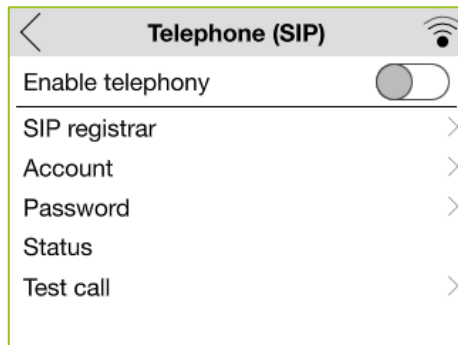 Telephone (SIP)
Enable telephony
SIP registrar
Account
Password
Status
Test call